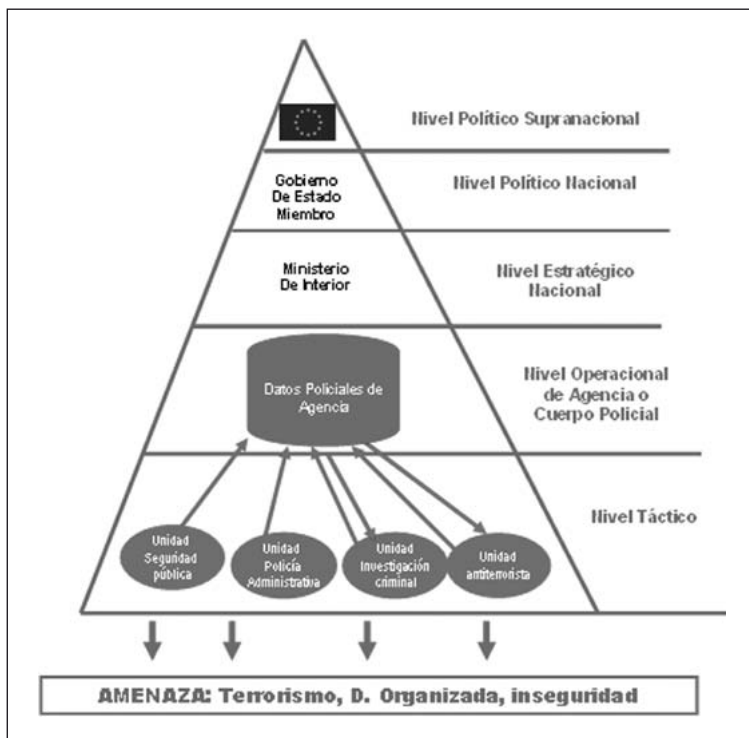 Nivel Político Supranacional
Gobierno
De Estado
Miembro
Nivel Político Nacional
Ministerio
De Interior
Nivel Estratégico
Nacional
Datos Policiales de
Agencia
Nivel Operacional
de Agencia o
Cuerpo Policial
Nivel Táctico
Unidad
Seguridad
pública
Unidad
Policía
Administrativa
Unidad
Investigación
criminal
Unidad
antiterrorista
AMENAZA: Terrorismo, D. Organizada, inseguridad